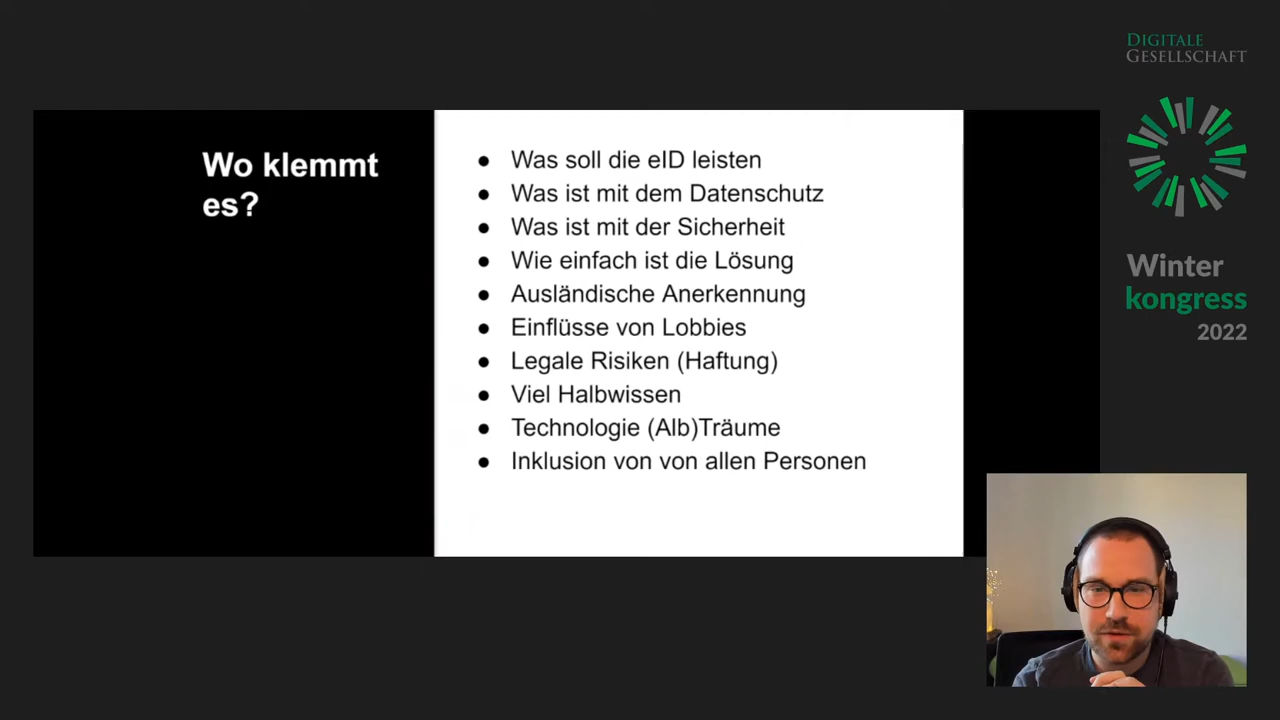 DIGITALE
GESELLSCHAFT
Wo klemmt
es?
● Was soll die eID leisten
● Was ist mit dem Datenschutz
● Was ist mit der Sicherheit
● Wie einfach ist die Lösung
● Ausländische Anerkennung
● Einflüsse von Lobbies
● Legale Risiken (Haftung)
● Viel Halbwissen
● Technologie (Alb)Träume
● Inklusion von von allen Personen
Winter
kongress
2022